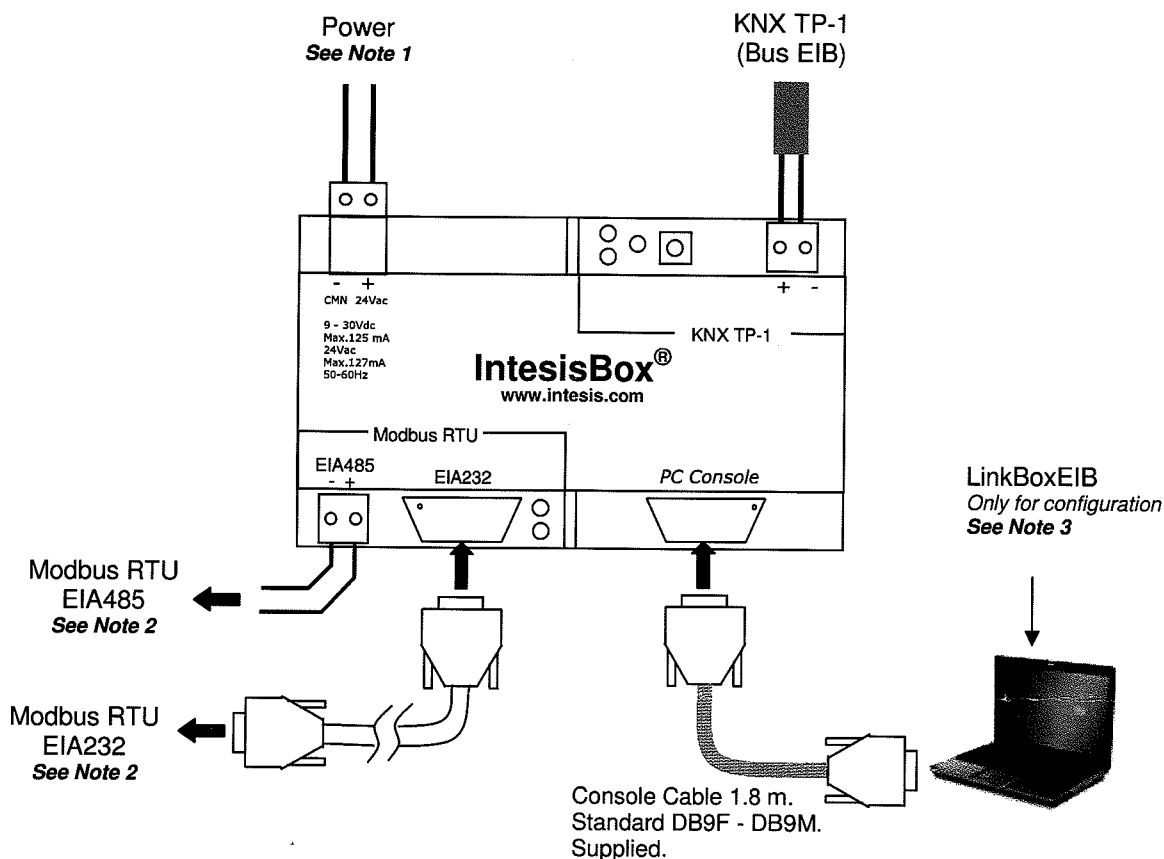 Power
See Note 1
KNX TP-1
(Bus EIB)
- +
CMN 24Vac
9 - 30Vdc
Max.125 mA
24Vac
Max.127mA
50-60Hz
+ -
KNX TP-1
IntesisBox®
www.intesis.com
Modbus RTU
EIA485
- +
EIA232
PC Console
LinkBoxEIB
Only for configuration
See Note 3
Modbus RTU
EIA485
See Note 2
Modbus RTU
EIA232
See Note 2
Console Cable 1.8 m.
Standard DB9F - DB9M.
Supplied.